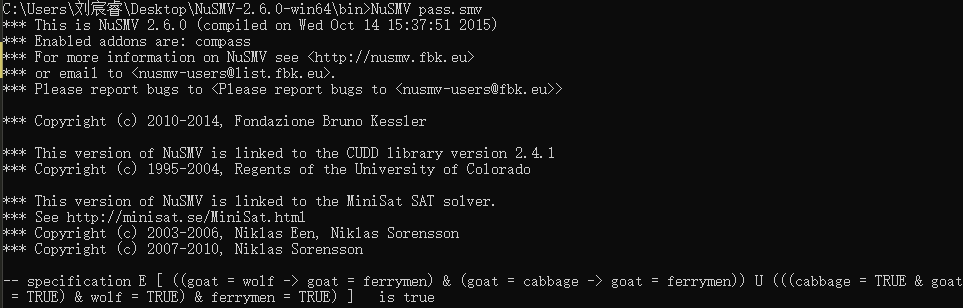 C:\Users\刘宸睿\Desktop\NuSMV-2.6.0-win64\bin>NuSMV pass.smv
*** This is NuSMV 2.6.0 (compiled on Wed Oct 14 15:37:51 2015)
*** Enabled addons are: compass
*** For more information on NuSMV see <http://nusmv.fbk.eu>
*** or email to <nusmv-users@list.fbk.eu>.
*** Please report bugs to <Please report bugs to <nusmv-users@fbk.eu>>
*** Copyright (c) 2010-2014, Fondazione Bruno Kessler
*** This version of NuSMV is linked to the CUDD library version 2.4.1
*** Copyright (c) 1995-2004, Regents of the University of Colorado
*** This version of NuSMV is linked to the MiniSat SAT solver.
*** See http://minisat.se/MiniSat.html
*** Copyright (c) 2003-2006, Niklas Een, Niklas Sorensson
*** Copyright (c) 2007-2010, Niklas Sorensson
-- specification E [ ((goat = wolf -> goat = ferrymen) & (goat = cabbage -> goat = ferrymen)) U (((cabbage = TRUE & goat
= TRUE) & wolf = TRUE) & ferrymen = TRUE) ]   is true